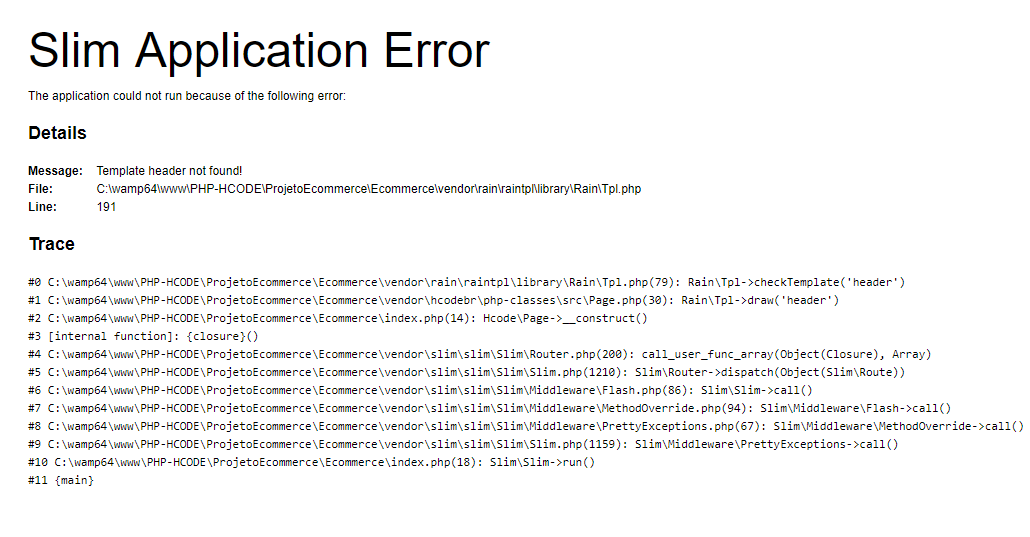 Slim Application Error
The application could not run because of the following error:
Details
Message: Template header not found!
File: C:\wamp64\www\PHP-HCODE\ProjetoEcommerce\Ecommerce\vendor\rain\raintpl\library\Rain\Tpl.php
Line: 191
Trace
#0 C:\wamp64\www\PHP-HCODE\ProjetoEcommerce\Ecommerce\vendor\rain\raintpl\library\Rain\Tpl.php(79): Rain\Tpl->checkTemplate('header')
#1 C:\wamp64\www\PHP-HCODE\ProjetoEcommerce\Ecommerce\vendor\hcodebr\php-classes\src\Page.php(30): Rain\Tpl->draw('header')
#2 C:\wamp64\www\PHP-HCODE\ProjetoEcommerce\Ecommerce\index.php(14): Hcode\Page->__construct()
#3 [internal function]: {closure}()
#4 C:\wamp64\www\PHP-HCODE\ProjetoEcommerce\Ecommerce\vendor\slim\slim\Slim\Router.php(200): call_user_func_array(Object(Closure), Array)
#5 C:\wamp64\www\PHP-HCODE\ProjetoEcommerce\Ecommerce\vendor\slim\slim\Slim\Slim.php(1210): Slim\Router->dispatch(Object(Slim\Route))
#6 C:\wamp64\www\PHP-HCODE\ProjetoEcommerce\Ecommerce\vendor\slim\slim\Slim\Middleware\Flash.php(86): Slim\Slim->call()
#7 C:\wamp64\www\PHP-HCODE\ProjetoEcommerce\Ecommerce\vendor\slim\slim\Slim\Middleware\MethodOverride.php(94): Slim\Middleware\Flash->call()
#8 C:\wamp64\www\PHP-HCODE\ProjetoEcommerce\Ecommerce\vendor\slim\slim\Slim\Middleware\PrettyExceptions.php(67): Slim\Middleware\MethodOverride->call()
#9 C:\wamp64\www\PHP-HCODE\ProjetoEcommerce\Ecommerce\vendor\slim\slim\Slim\Slim.php(1159): Slim\Middleware\PrettyExceptions->call()
#10 C:\wamp64\www\PHP-HCODE\ProjetoEcommerce\Ecommerce\index.php(18): Slim\Slim->run()
#11 {main}